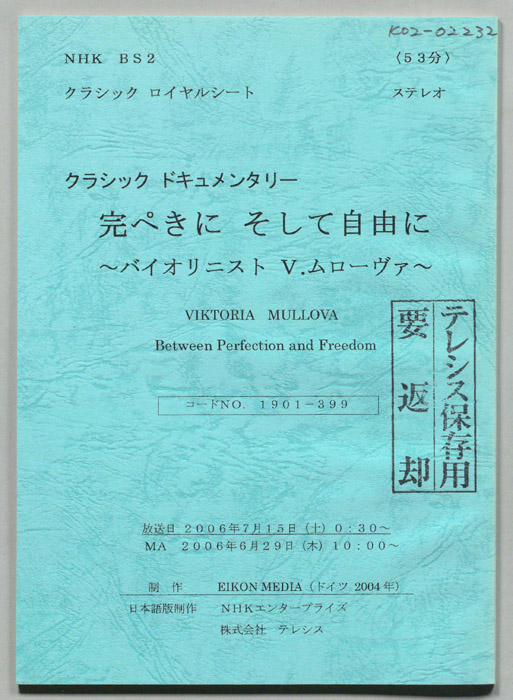 K02-02232
NHK BS2 〈53分〉
クラシック ロイヤルシート ステレオ
クラシック ドキュメンタリー
完ぺきに そして自由に
～バイオリニスト V.ムローヴァ～
VIKTORIA MULLOVA
Between Perfection and Freedom
コードNO. 1901-399
テレシス保存用
要返却
放送日 2006年7月15日（土）0:30～
MA 2006年6月29日（木）10:00～
制作 EIKON MEDIA（ドイツ 2004年）
日本語版制作 NHKエンタープライズ
株式会社 テレシス